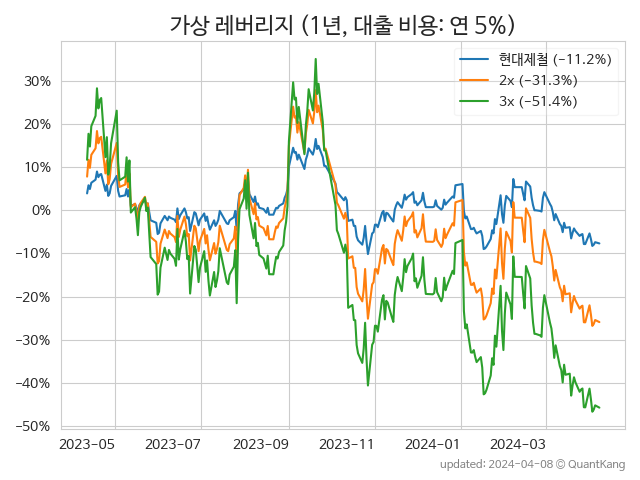 가상 레버리지 (1년, 대출 비용: 연 5%)
현대제철 (−11.2%)
2x (−31.3%)
3x (−51.4%)
30%
20%
10%
0%
−10%
−20%
−30%
−40%
−50%
2023-05 2023-07 2023-09 2023-11 2024-01 2024-03
updated: 2024-04-08 © QuantKang